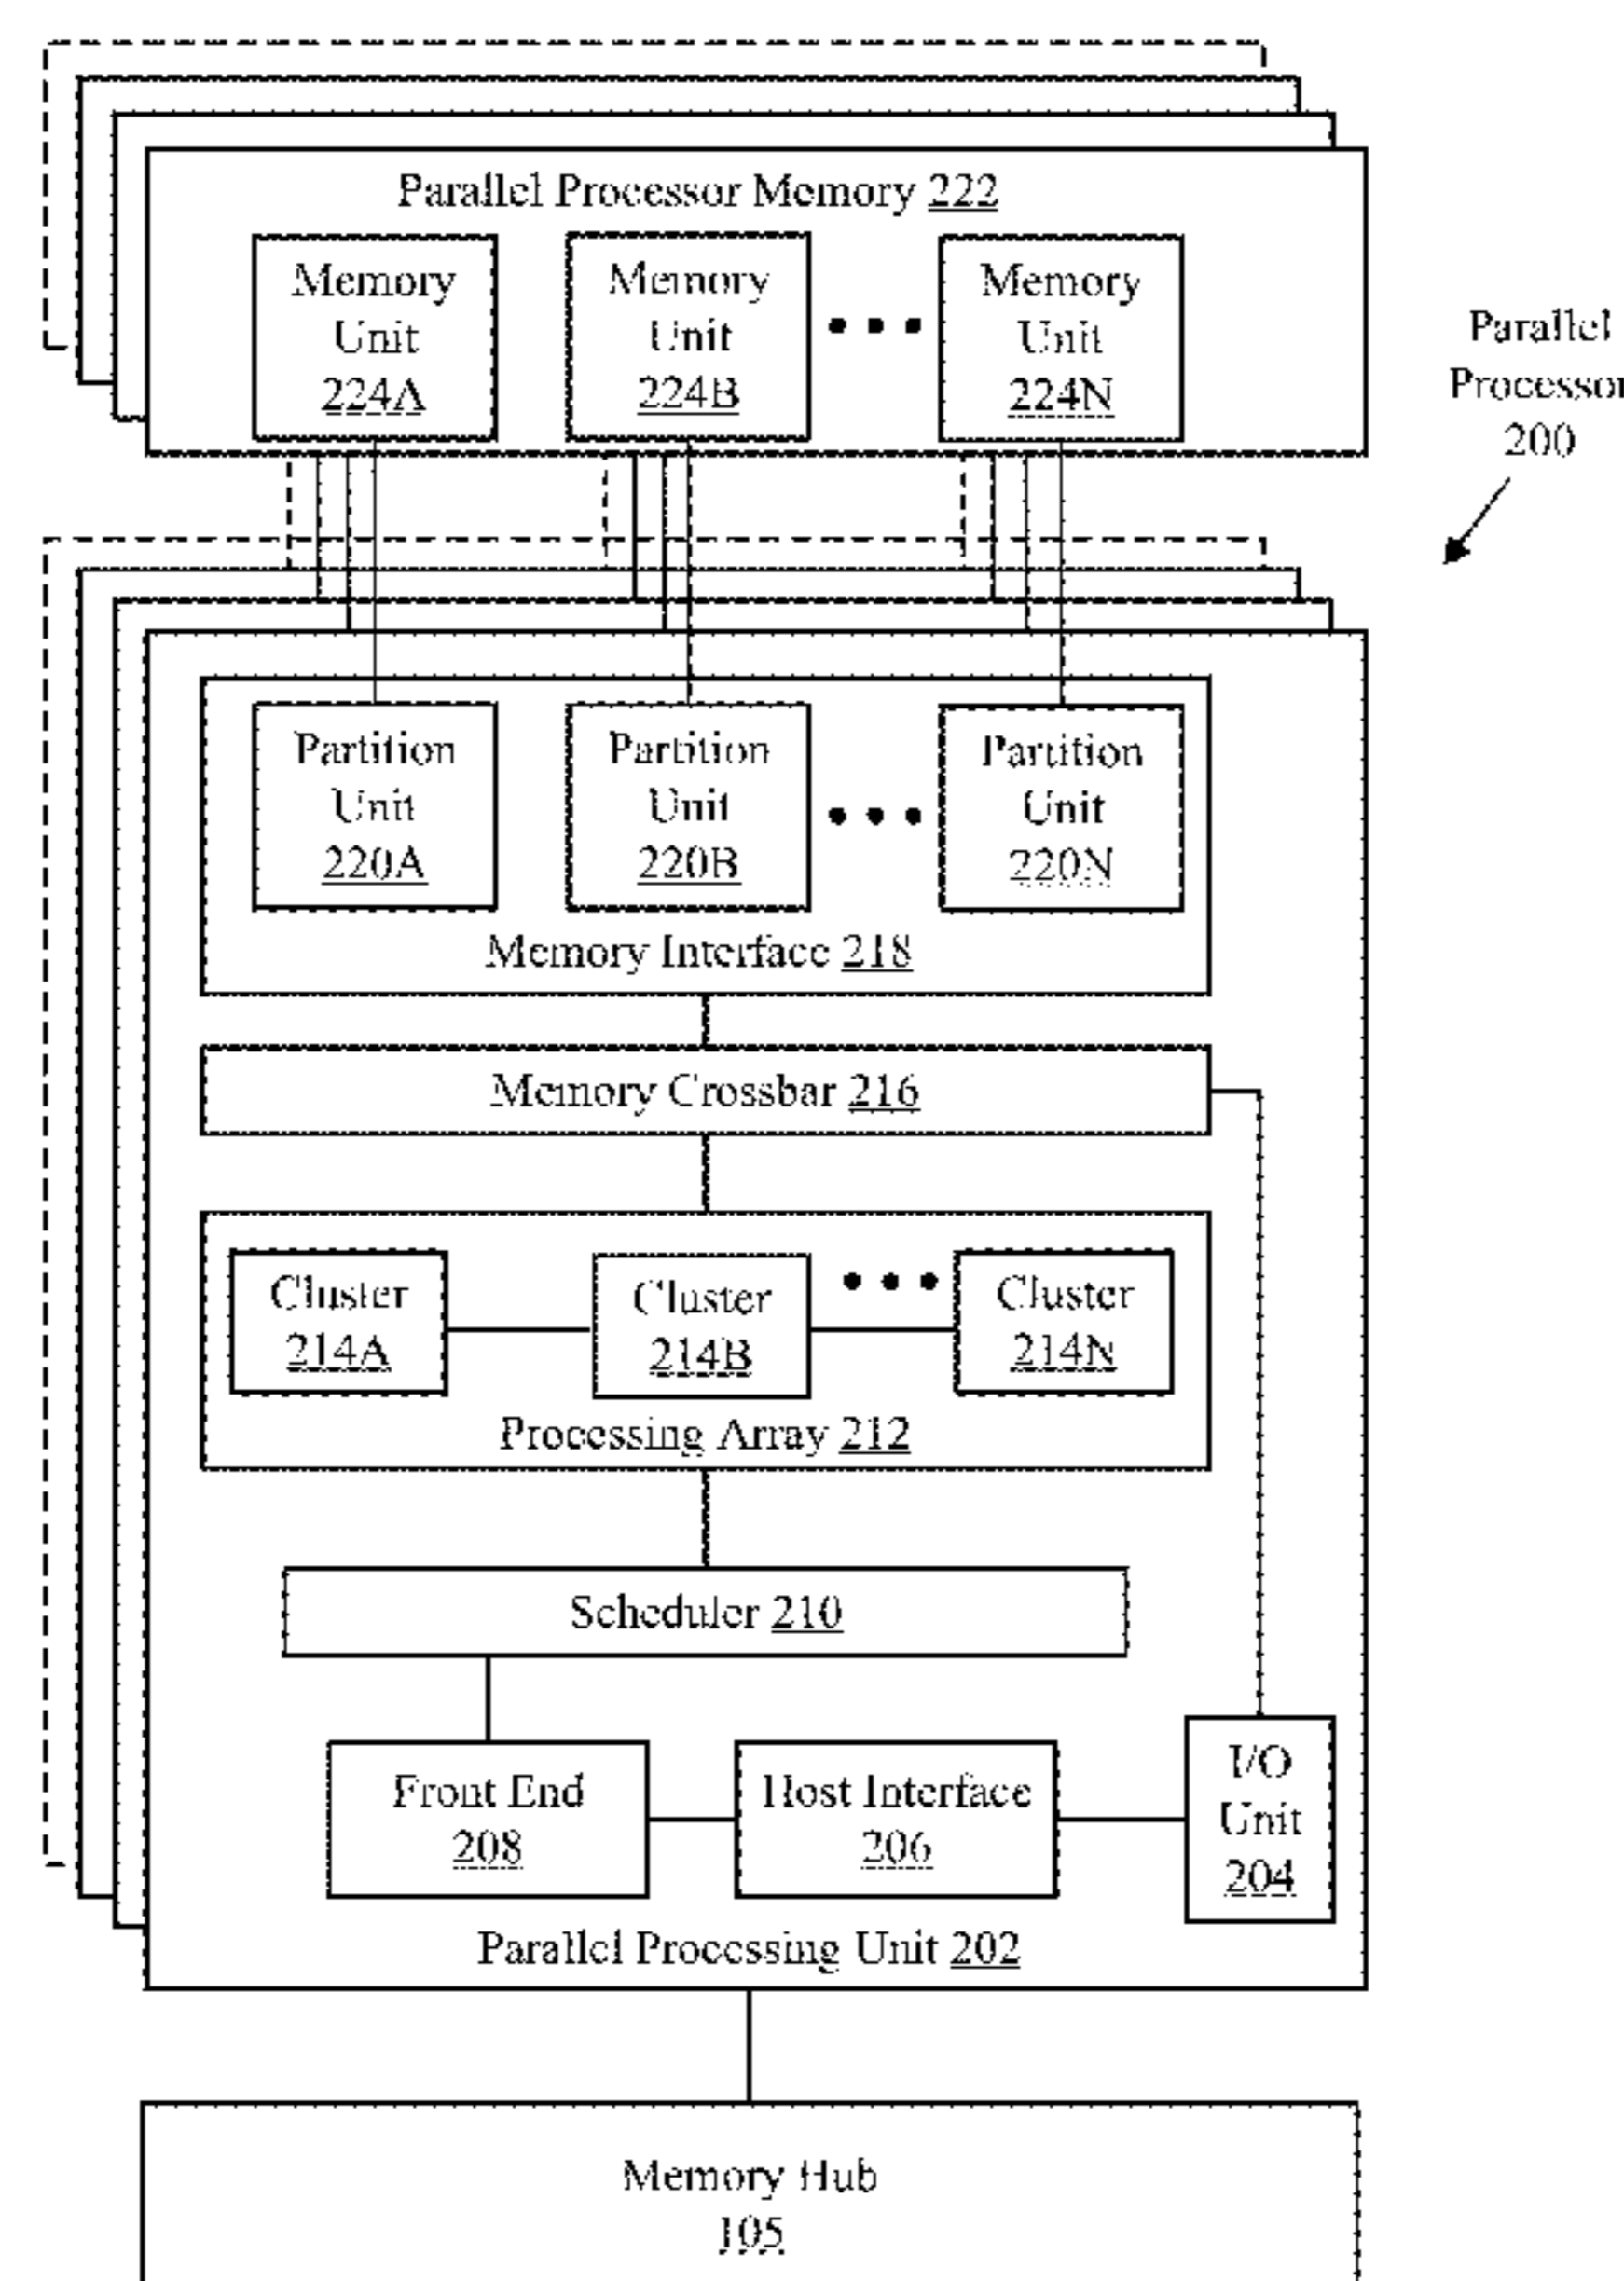 Parallel Processor Memory 222
Memory
Unit
224A
Memory
Unit
224B
Memory
Unit
224N
Parallel
Processor
200
Partition
Unit
220A
Partition
Unit
220B
Partition
Unit
220N
Memory Interface 218
Memory Crossbar 216
Cluster
214A
Cluster
214B
Cluster
214N
Processing Array 212
Scheduler 210
Front End
208
Host Interface
206
I/O
Unit
204
Parallel Processing Unit 202
Memory Hub
105